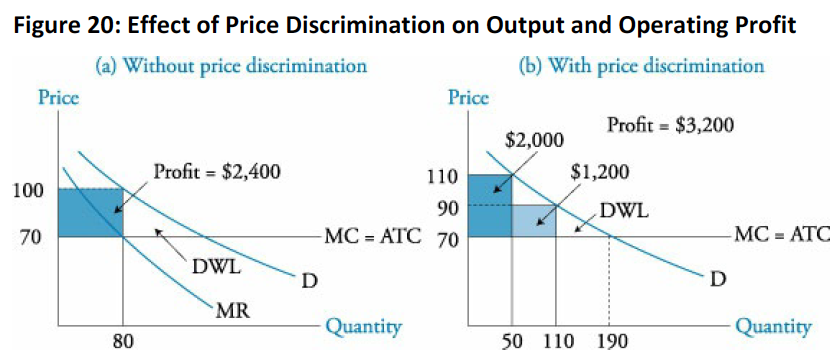 Figure 20: Effect of Price Discrimination on Output and Operating Profit
(a) Without price discrimination
Price
Profit = $2,400
100
70
MC = ATC
DWL
D
MR
Quantity
80
(b) With price discrimination
Price
Profit = $3,200
$2,000
$1,200
110
90
70
DWL
MC = ATC
D
Quantity
50 110 190